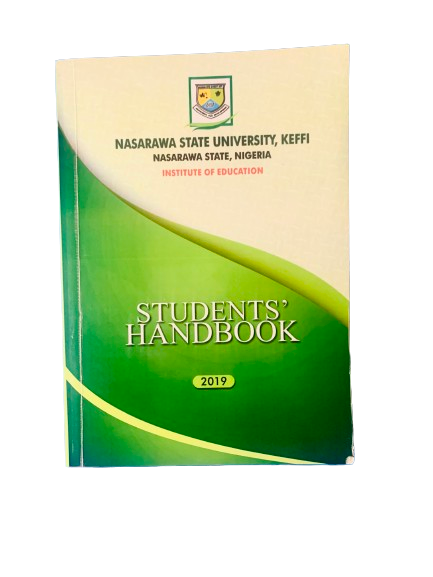 NASARAWA STATE UNIVERSITY, KEFFI
NASARAWA STATE, NIGERIA
INSTITUTE OF EDUCATION
STUDENTS'
HANDBOOK
2019